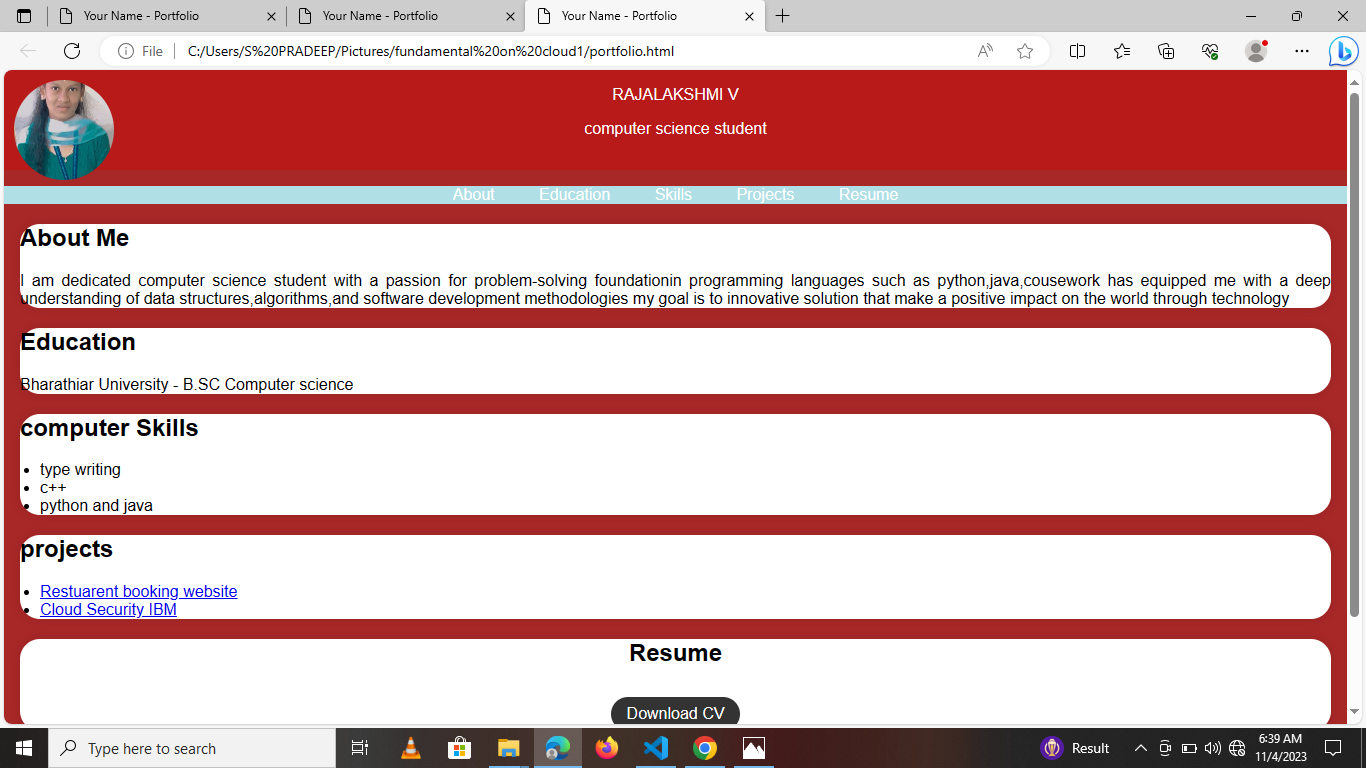 Your Name - Portfolio
Your Name - Portfolio
Your Name - Portfolio
File
C:/Users/S%20PRADEEP/Pictures/fundamental%20on%20cloud1/portfolio.html
RAJALAKSHMI V
computer science student
About Education Skills Projects Resume
About Me
I am dedicated computer science student with a passion for problem-solving foundationin programming languages such as python,java,cousework has equipped me with a deep
understanding of data structures,algorithms,and software development methodologies my goal is to innovative solution that make a positive impact on the world through technology
Education
Bharathiar University - B.SC Computer science
computer Skills
type writing
c++
python and java
projects
Restuarent booking website
Cloud Security IBM
Resume
Download CV
Type here to search
Result
6:39 AM
11/4/2023